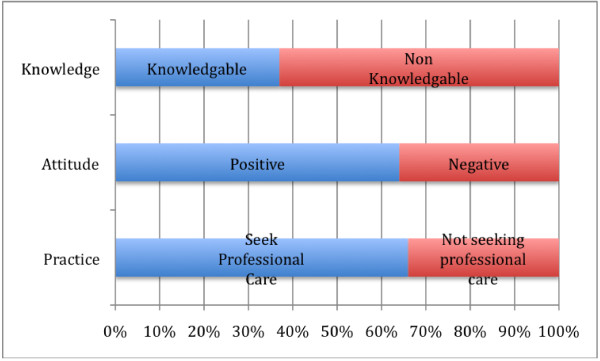 Knowledge
Knowledgable
Non
Knowledgable
Attitude
Positive
Negative
Practice
Seek
Professional
Care
Not seeking
professional
care
0% 10% 20% 30% 40% 50% 60% 70% 80% 90% 100%